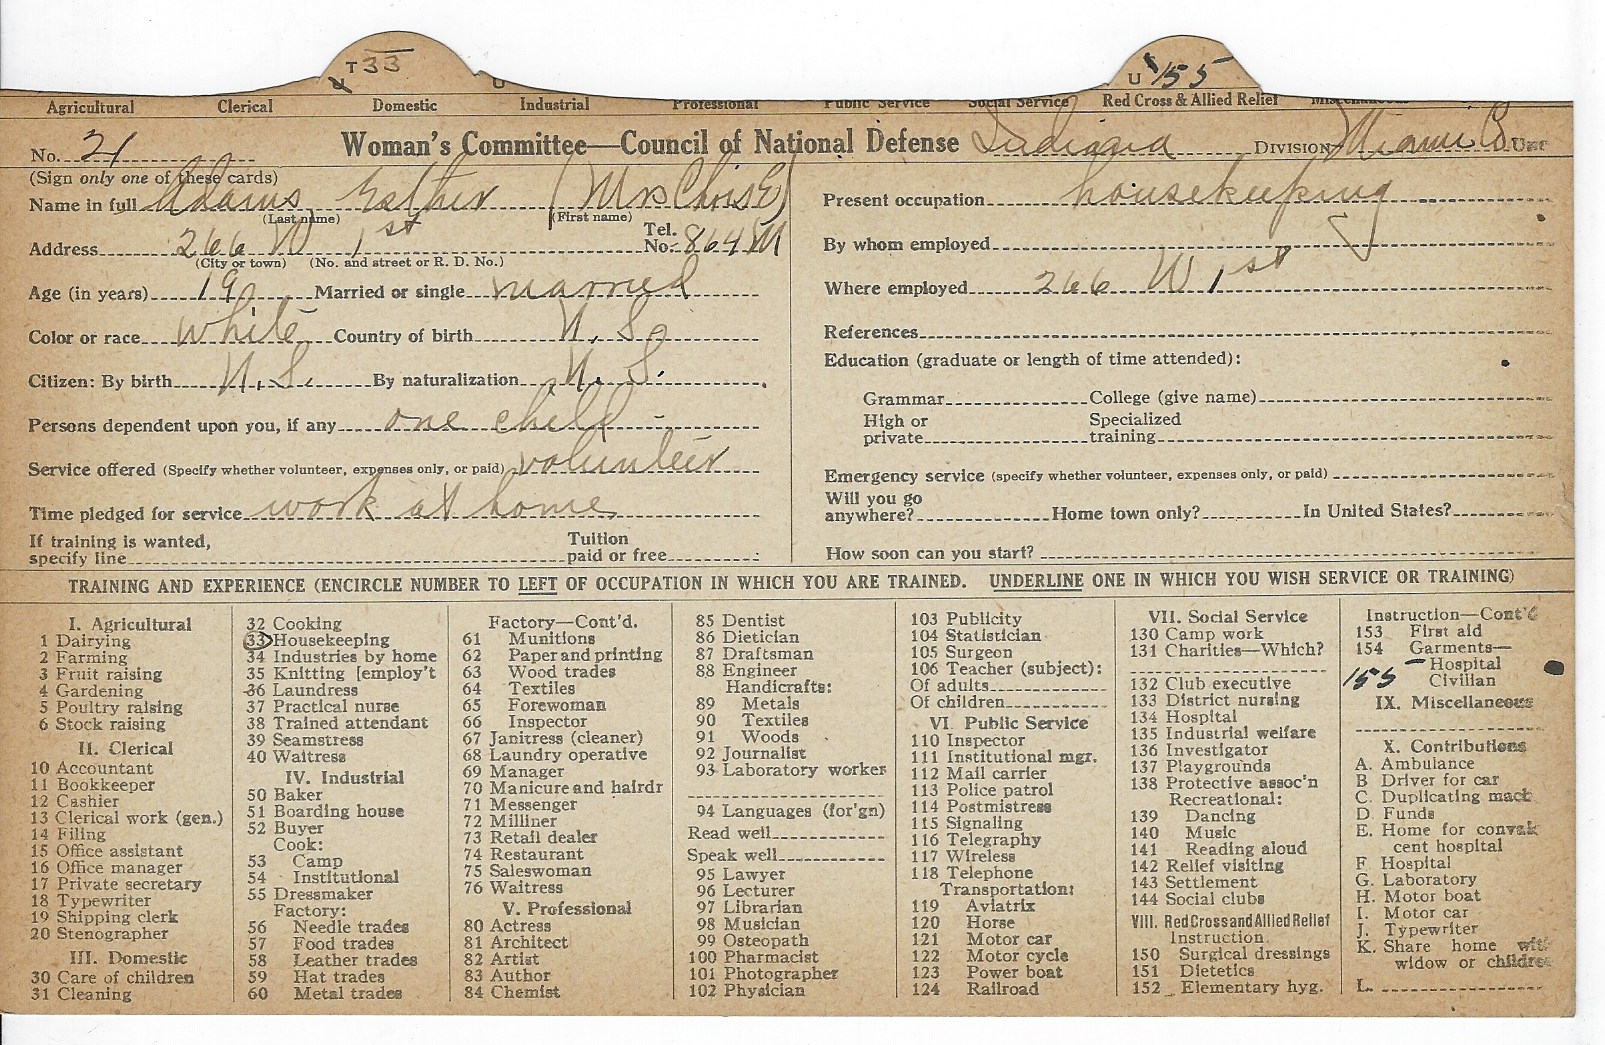 T 33
U 155
Agricultural Clerical Domestic Industrial Professional Public Service Social Service Red Cross & Allied Relief Miscellaneous
No. 21 Woman's Committee—Council of National Defense Indiana DIVISION Miami Co UNIT
(Sign only one of these cards)
Name in full Adams Esther (Mrs Chris E)
(Last name) (First name)
Address 266 W 1st Tel. No. 864 M
(City or town) (No. and street or R. D. No.)
Age (in years) 19 Married or single married
Color or race white Country of birth U. S.
Citizen: By birth U. S. By naturalization U. S.
Persons dependent upon you, if any one child -
Service offered (Specify whether volunteer, expenses only, or paid) volunteer
Time pledged for service work at home
If training is wanted,
specify line Tuition paid or free
Present occupation housekeeping
By whom employed
Where employed 266 W 1st
References
Education (graduate or length of time attended):
Grammar College (give name)
High or private Specialized training
Emergency service (specify whether volunteer, expenses only, or paid)
Will you go anywhere? Home town only? In United States?
How soon can you start?
TRAINING AND EXPERIENCE (ENCIRCLE NUMBER TO LEFT OF OCCUPATION IN WHICH YOU ARE TRAINED. UNDERLINE ONE IN WHICH YOU WISH SERVICE OR TRAINING)
I. Agricultural
1 Dairying
2 Farming
3 Fruit raising
4 Gardening
5 Poultry raising
6 Stock raising
II. Clerical
10 Accountant
11 Bookkeeper
12 Cashier
13 Clerical work (gen.)
14 Filing
15 Office assistant
16 Office manager
17 Private secretary
18 Typewriter
19 Shipping clerk
20 Stenographer
III. Domestic
30 Care of children
31 Cleaning
32 Cooking
33 Housekeeping
34 Industries by home
35 Knitting [employ't
36 Laundress
37 Practical nurse
38 Trained attendant
39 Seamstress
40 Waitress
IV. Industrial
50 Baker
51 Boarding house
52 Buyer
Cook:
53 Camp
54 Institutional
55 Dressmaker
Factory:
56 Needle trades
57 Food trades
58 Leather trades
59 Hat trades
60 Metal trades
Factory—Cont'd.
61 Munitions
62 Paper and printing
63 Wood trades
64 Textiles
65 Forewoman
66 Inspector
67 Janitress (cleaner)
68 Laundry operative
69 Manager
70 Manicure and hairdr
71 Messenger
72 Milliner
73 Retail dealer
74 Restaurant
75 Saleswoman
76 Waitress
V. Professional
80 Actress
81 Architect
82 Artist
83 Author
84 Chemist
85 Dentist
86 Dietician
87 Draftsman
88 Engineer
Handicrafts:
89 Metals
90 Textiles
91 Woods
92 Journalist
93 Laboratory worker
94 Languages (for'gn)
Read well
Speak well
95 Lawyer
96 Lecturer
97 Librarian
98 Musician
99 Osteopath
100 Pharmacist
101 Photographer
102 Physician
103 Publicity
104 Statistician
105 Surgeon
106 Teacher (subject):
Of adults
Of children
VI. Public Service
110 Inspector
111 Institutional mgr.
112 Mail carrier
113 Police patrol
114 Postmistress
115 Signaling
116 Telegraphy
117 Wireless
118 Telephone
Transportation:
119 Aviatrix
120 Horse
121 Motor car
122 Motor cycle
123 Power boat
124 Railroad
VII. Social Service
130 Camp work
131 Charities—Which?
132 Club executive
133 District nursing
134 Hospital
135 Industrial welfare
136 Investigator
137 Playgrounds
138 Protective assoc'n
Recreational:
139 Dancing
140 Music
141 Reading aloud
142 Relief visiting
143 Settlement
144 Social clubs
VIII. Red Cross and Allied Relief
Instruction
150 Surgical dressings
151 Dietetics
152 Elementary hyg.
Instruction—Cont'd
153 First aid
154 Garments—
Hospital
155 Civilian
IX. Miscellaneous
X. Contributions
A. Ambulance
B Driver for car
C. Duplicating mach
D. Funds
E. Home for convalescent hospital
F. Hospital
G. Laboratory
H. Motor boat
I. Motor car
J. Typewriter
K. Share home with
widow or children
L.